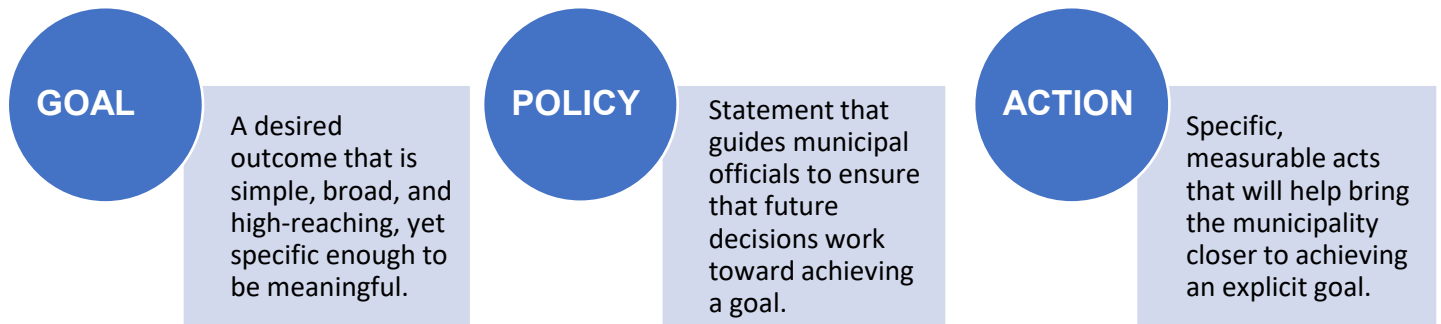 GOAL
A desired
outcome that is
simple, broad, and
high-reaching, yet
specific enough to
be meaningful.
POLICY
Statement that
guides municipal
officials to ensure
that future
decisions work
toward achieving
a goal.
ACTION
Specific,
measurable acts
that will help bring
the municipality
closer to achieving
an explicit goal.